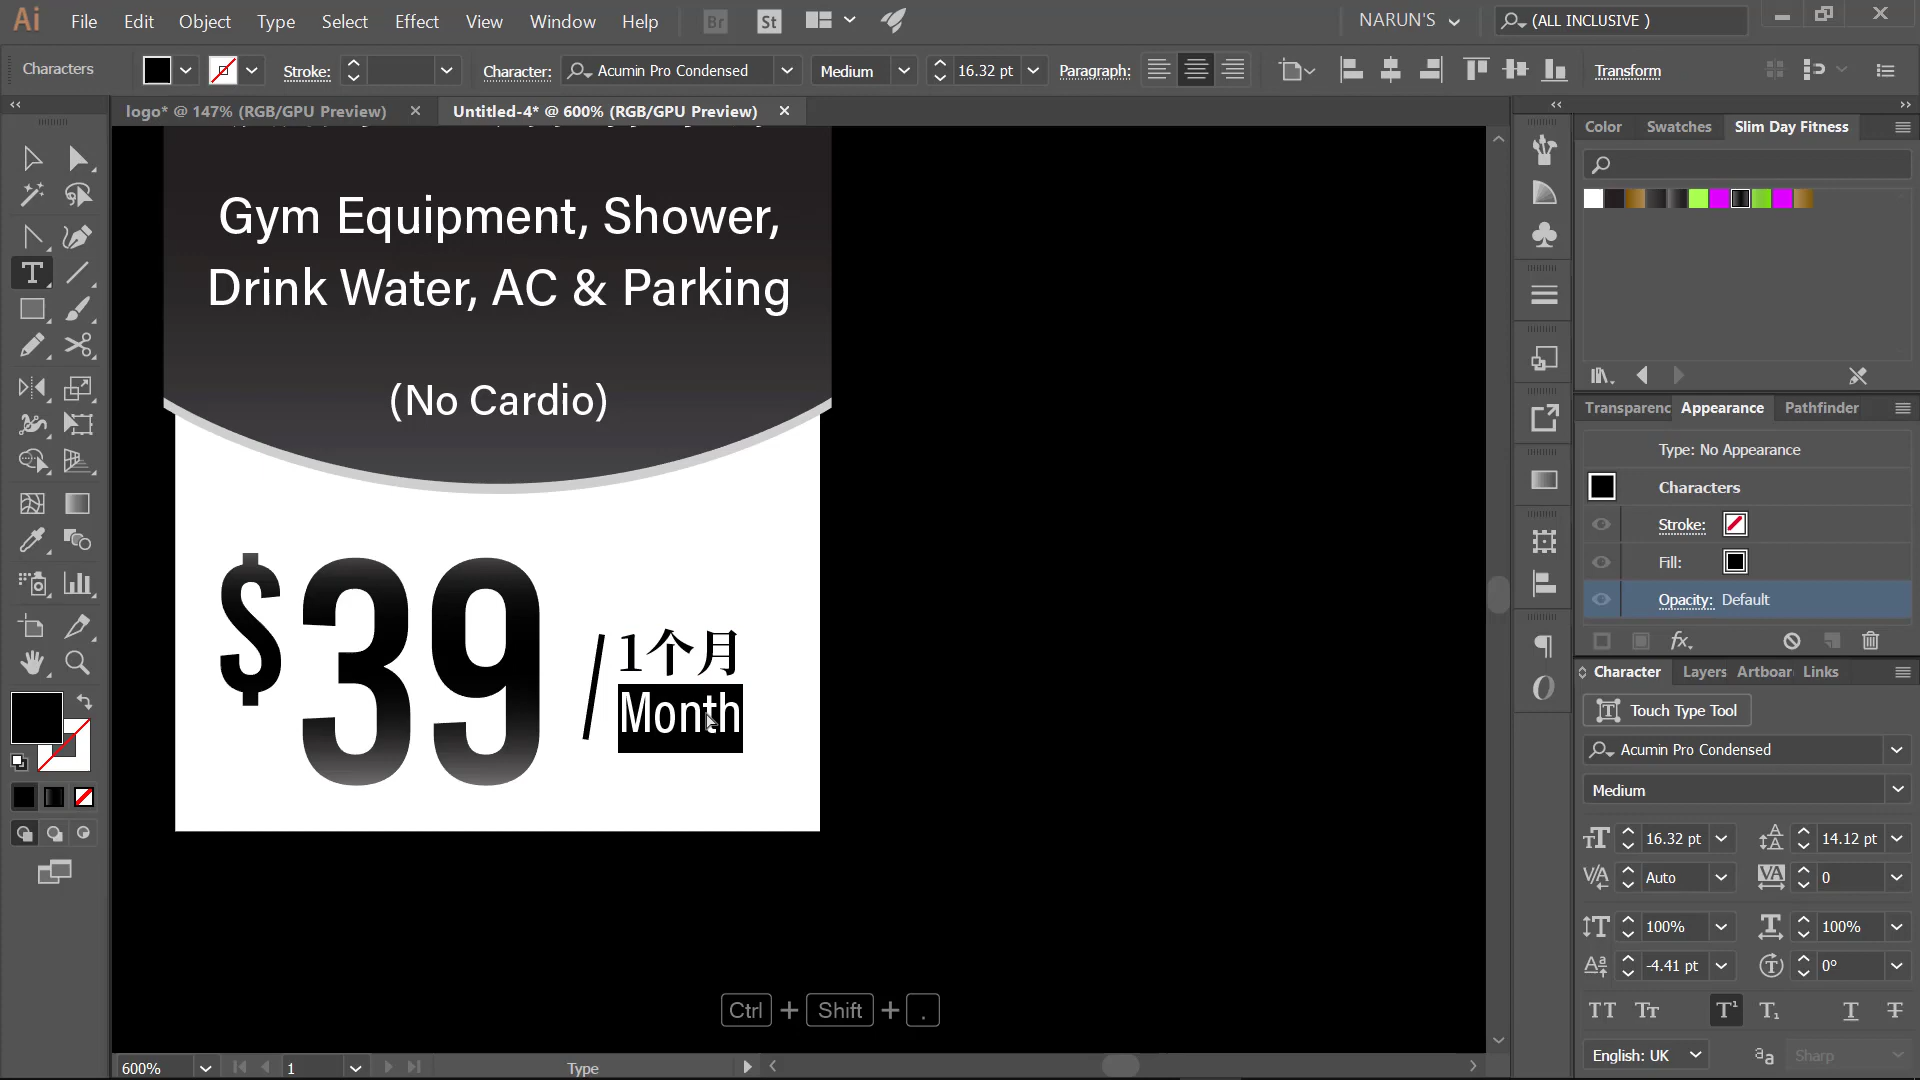 Ai File Edit Object Type Select Effect View Window Help Br St NARUN'S (ALL INCLUSIVE )
Characters Stroke: Character: Acumin Pro Condensed Medium 16.32 pt Paragraph: Transform
logo* @ 147% (RGB/GPU Preview) Untitled-4* @ 600% (RGB/GPU Preview)
Color Swatches Slim Day Fitness
Gym Equipment, Shower,
Drink Water, AC & Parking
(No Cardio)
$39 / 1个月
Month
Transparenc Appearance Pathfinder
Type: No Appearance
Characters
Stroke:
Fill:
Opacity: Default
fx
Character Layers Artboar Links
Touch Type Tool
Acumin Pro Condensed
Medium
16.32 pt 14.12 pt
Auto 0
100% 100%
-4.41 pt 0°
English: UK Sharp
Ctrl + Shift + .
600% 1 Type